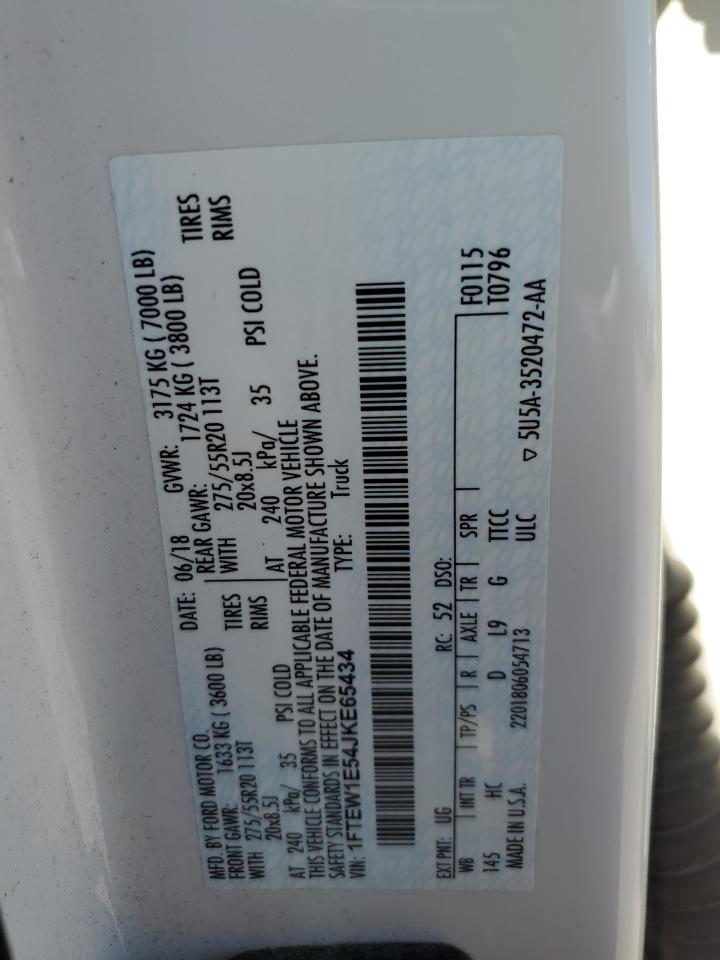 MFD. BY FORD MOTOR CO.
DATE: 06/18 GVWR: 3175 KG ( 7000 LB)
FRONT GAWR: 1633 KG ( 3600 LB)
REAR GAWR: 1724 KG ( 3800 LB)
WITH 275/55R20 113T TIRES WITH 275/55R20 113T TIRES
20x8.5J RIMS 20x8.5J RIMS
AT 240 kPa/ 35 PSI COLD AT 240 kPa/ 35 PSI COLD
THIS VEHICLE CONFORMS TO ALL APPLICABLE FEDERAL MOTOR VEHICLE
SAFETY STANDARDS IN EFFECT ON THE DATE OF MANUFACTURE SHOWN ABOVE.
VIN: 1FTEW1E54JKE65434 TYPE: Truck
EXT PNT: UG RC: 52 DSO: F0115
WB INT TR TP/PS R AXLE TR SPR T0796
145 HC D L9 G TTCC
MADE IN U.S.A. 2201806054713 ULC ▽ 5U5A-3520472-AA